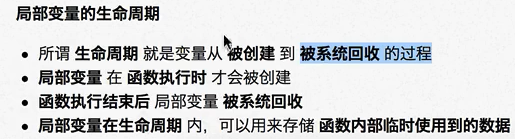 局部变量的生命周期
所谓 生命周期 就是变量从 被创建 到 被系统回收 的过程
局部变量 在 函数执行时 才会被创建
函数执行结束后 局部变量 被系统回收
局部变量在生命周期 内，可以用来存储 函数内部临时使用到的数据